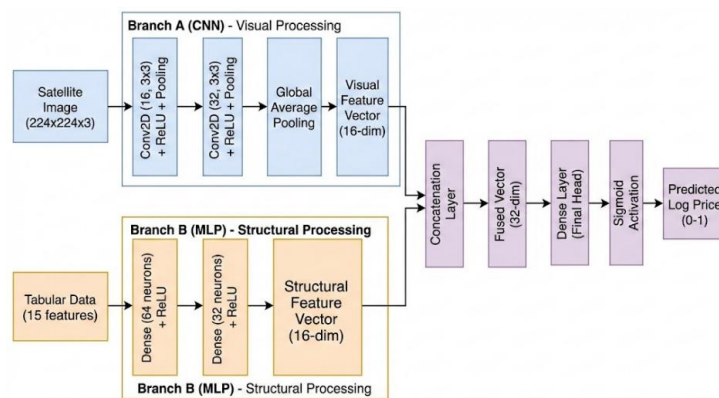 Branch A (CNN) - Visual Processing
Satellite
Image
(224x224x3)
Conv2D (16, 3x3)
+ ReLU + Pooling
Conv2D (32, 3x3)
+ ReLU + Pooling
Global
Average
Pooling
Visual
Feature
Vector
(16-dim)
Branch B (MLP) - Structural Processing
Tabular Data
(15 features)
Dense (64 neurons)
+ ReLU
Dense (32 neurons)
+ ReLU
Structural
Feature
Vector
(16-dim)
Branch B (MLP) - Structural Processing
Concatenation
Layer
Fused Vector
(32-dim)
Dense Layer
(Final Head)
Sigmoid
Activation
Predicted
Log Price
(0-1)